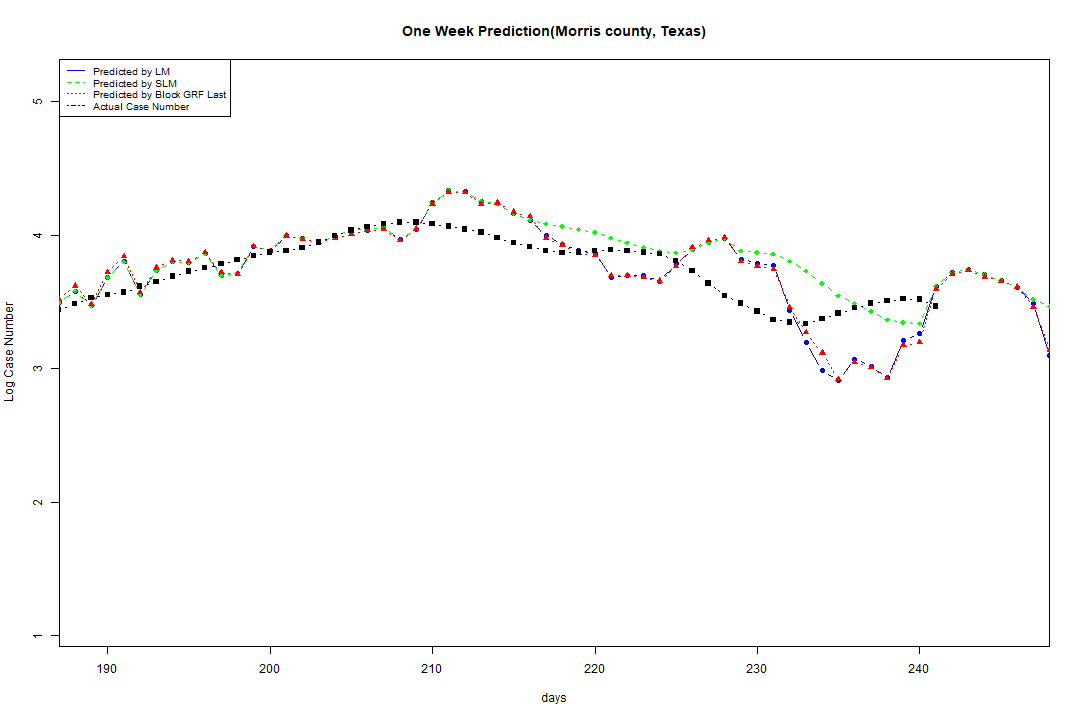 One Week Prediction(Morris county, Texas)
Predicted by LM
Predicted by SLM
Predicted by Block GRF Last
Actual Case Number
5
4
3
2
1
Log Case Number
190 200 210 220 230 240
days